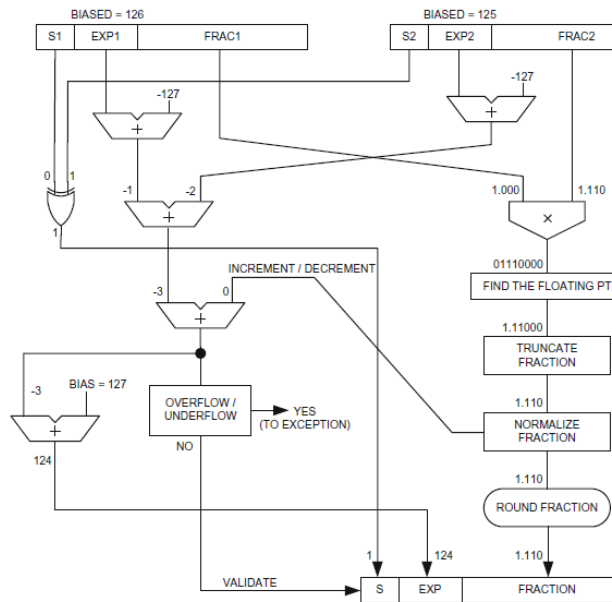 BIASED = 126
BIASED = 125
S1 EXP1 FRAC1
S2 EXP2 FRAC2
-127
-127
+
+
0 1
-1 -2
1.000 1.110
+
×
1
01110000
INCREMENT / DECREMENT
FIND THE FLOATING PT
-3 0
+
1.11000
TRUNCATE
FRACTION
-3
BIAS = 127
OVERFLOW /
UNDERFLOW
YES
(TO EXCEPTION)
1.110
NORMALIZE
FRACTION
+
NO
124
1.110
ROUND FRACTION
1 124 1.110
VALIDATE
S EXP FRACTION